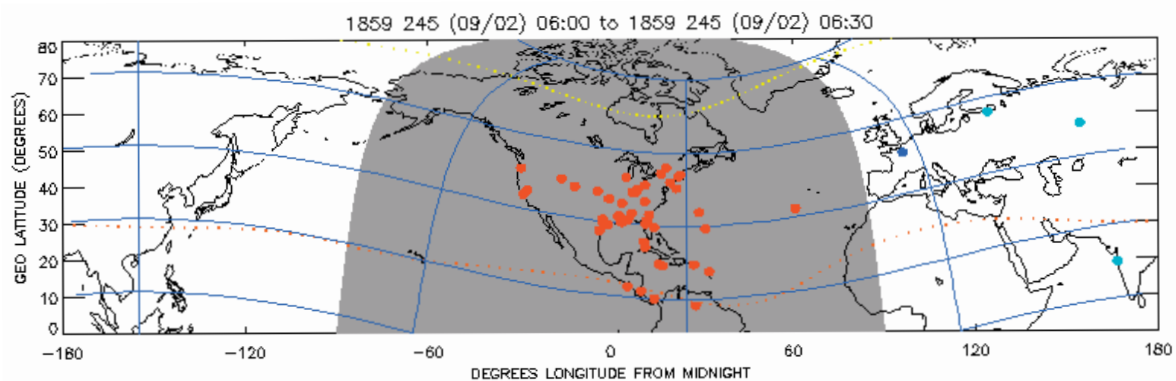 1859 245 (09/02) 06:00 to 1859 245 (09/02) 06:30
GEO LATITUDE (DEGREES)
80
70
60
50
40
30
20
10
0
-180 -120 -60 0 60 120 180
DEGREES LONGITUDE FROM MIDNIGHT